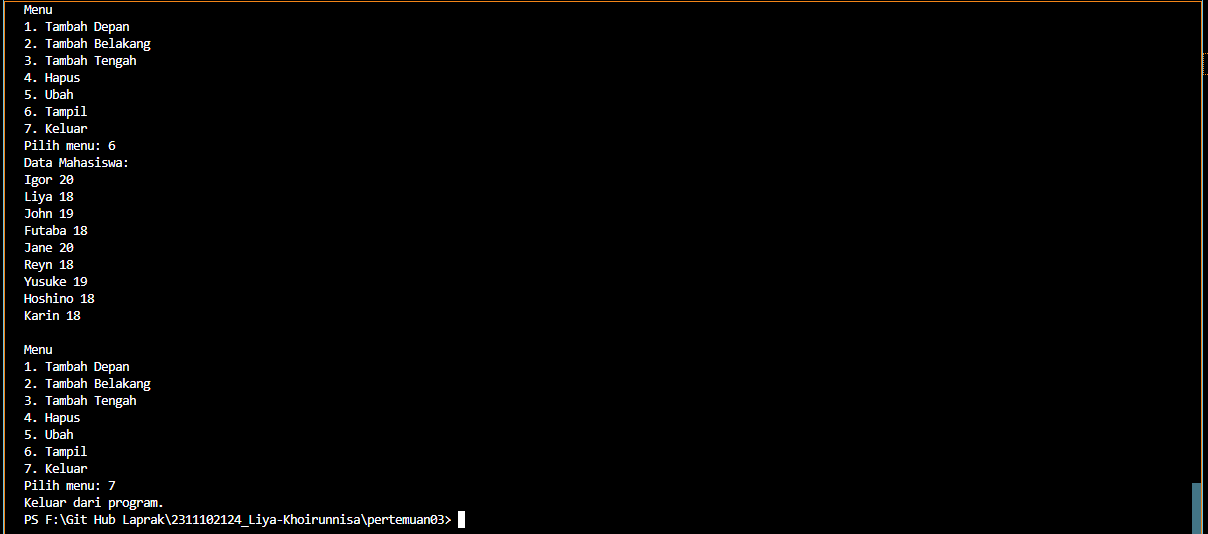 Menu
1. Tambah Depan
2. Tambah Belakang
3. Tambah Tengah
4. Hapus
5. Ubah
6. Tampil
7. Keluar
Pilih menu: 6
Data Mahasiswa:
Igor 20
Liya 18
John 19
Futaba 18
Jane 20
Reyn 18
Yusuke 19
Hoshino 18
Karin 18
Menu
1. Tambah Depan
2. Tambah Belakang
3. Tambah Tengah
4. Hapus
5. Ubah
6. Tampil
7. Keluar
Pilih menu: 7
Keluar dari program.
PS F:\Git Hub Laprak\2311102124_Liya-Khoirunnisa\pertemuan03>